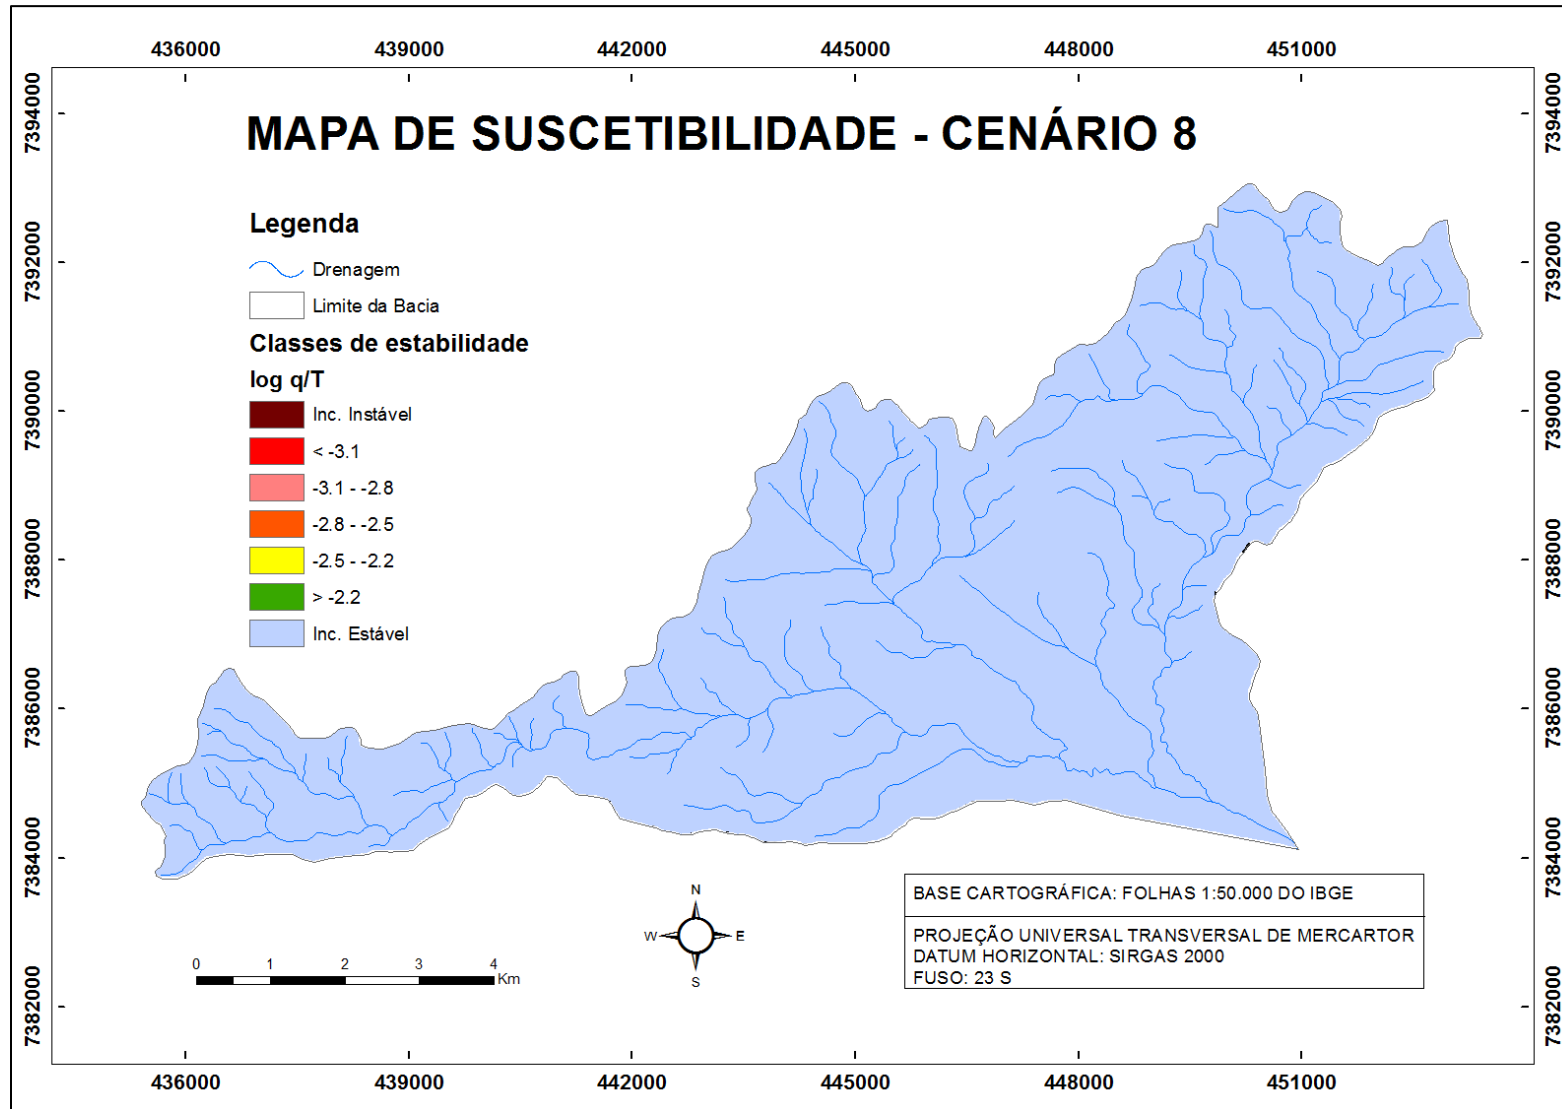 436000 439000 442000 445000 448000 451000
7394000 7394000
MAPA DE SUSCETIBILIDADE - CENÁRIO 8
Legenda
7392000 7392000
Drenagem
Limite da Bacia
Classes de estabilidade
log q/T
7390000 7390000
Inc. Instável
< -3.1
-3.1 - -2.8
-2.8 - -2.5
7388000 7388000
-2.5 - -2.2
> -2.2
Inc. Estável
7386000 7386000
7384000 7384000
N
W E
S
0 1 2 3 4
Km
BASE CARTOGRÁFICA: FOLHAS 1:50.000 DO IBGE
PROJEÇÃO UNIVERSAL TRANSVERSAL DE MERCARTOR
DATUM HORIZONTAL: SIRGAS 2000
FUSO: 23 S
7382000 7382000
436000 439000 442000 445000 448000 451000